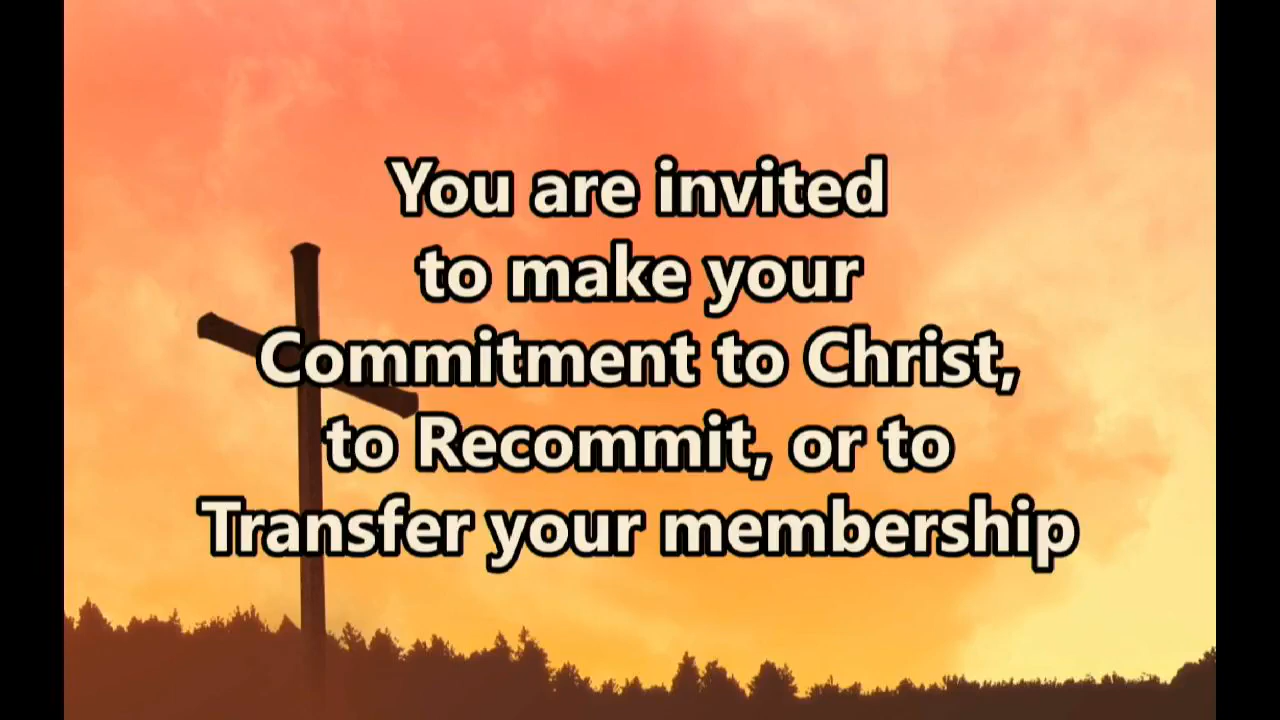 You are invited
to make your
Commitment to Christ,
to Recommit, or to
Transfer your membership